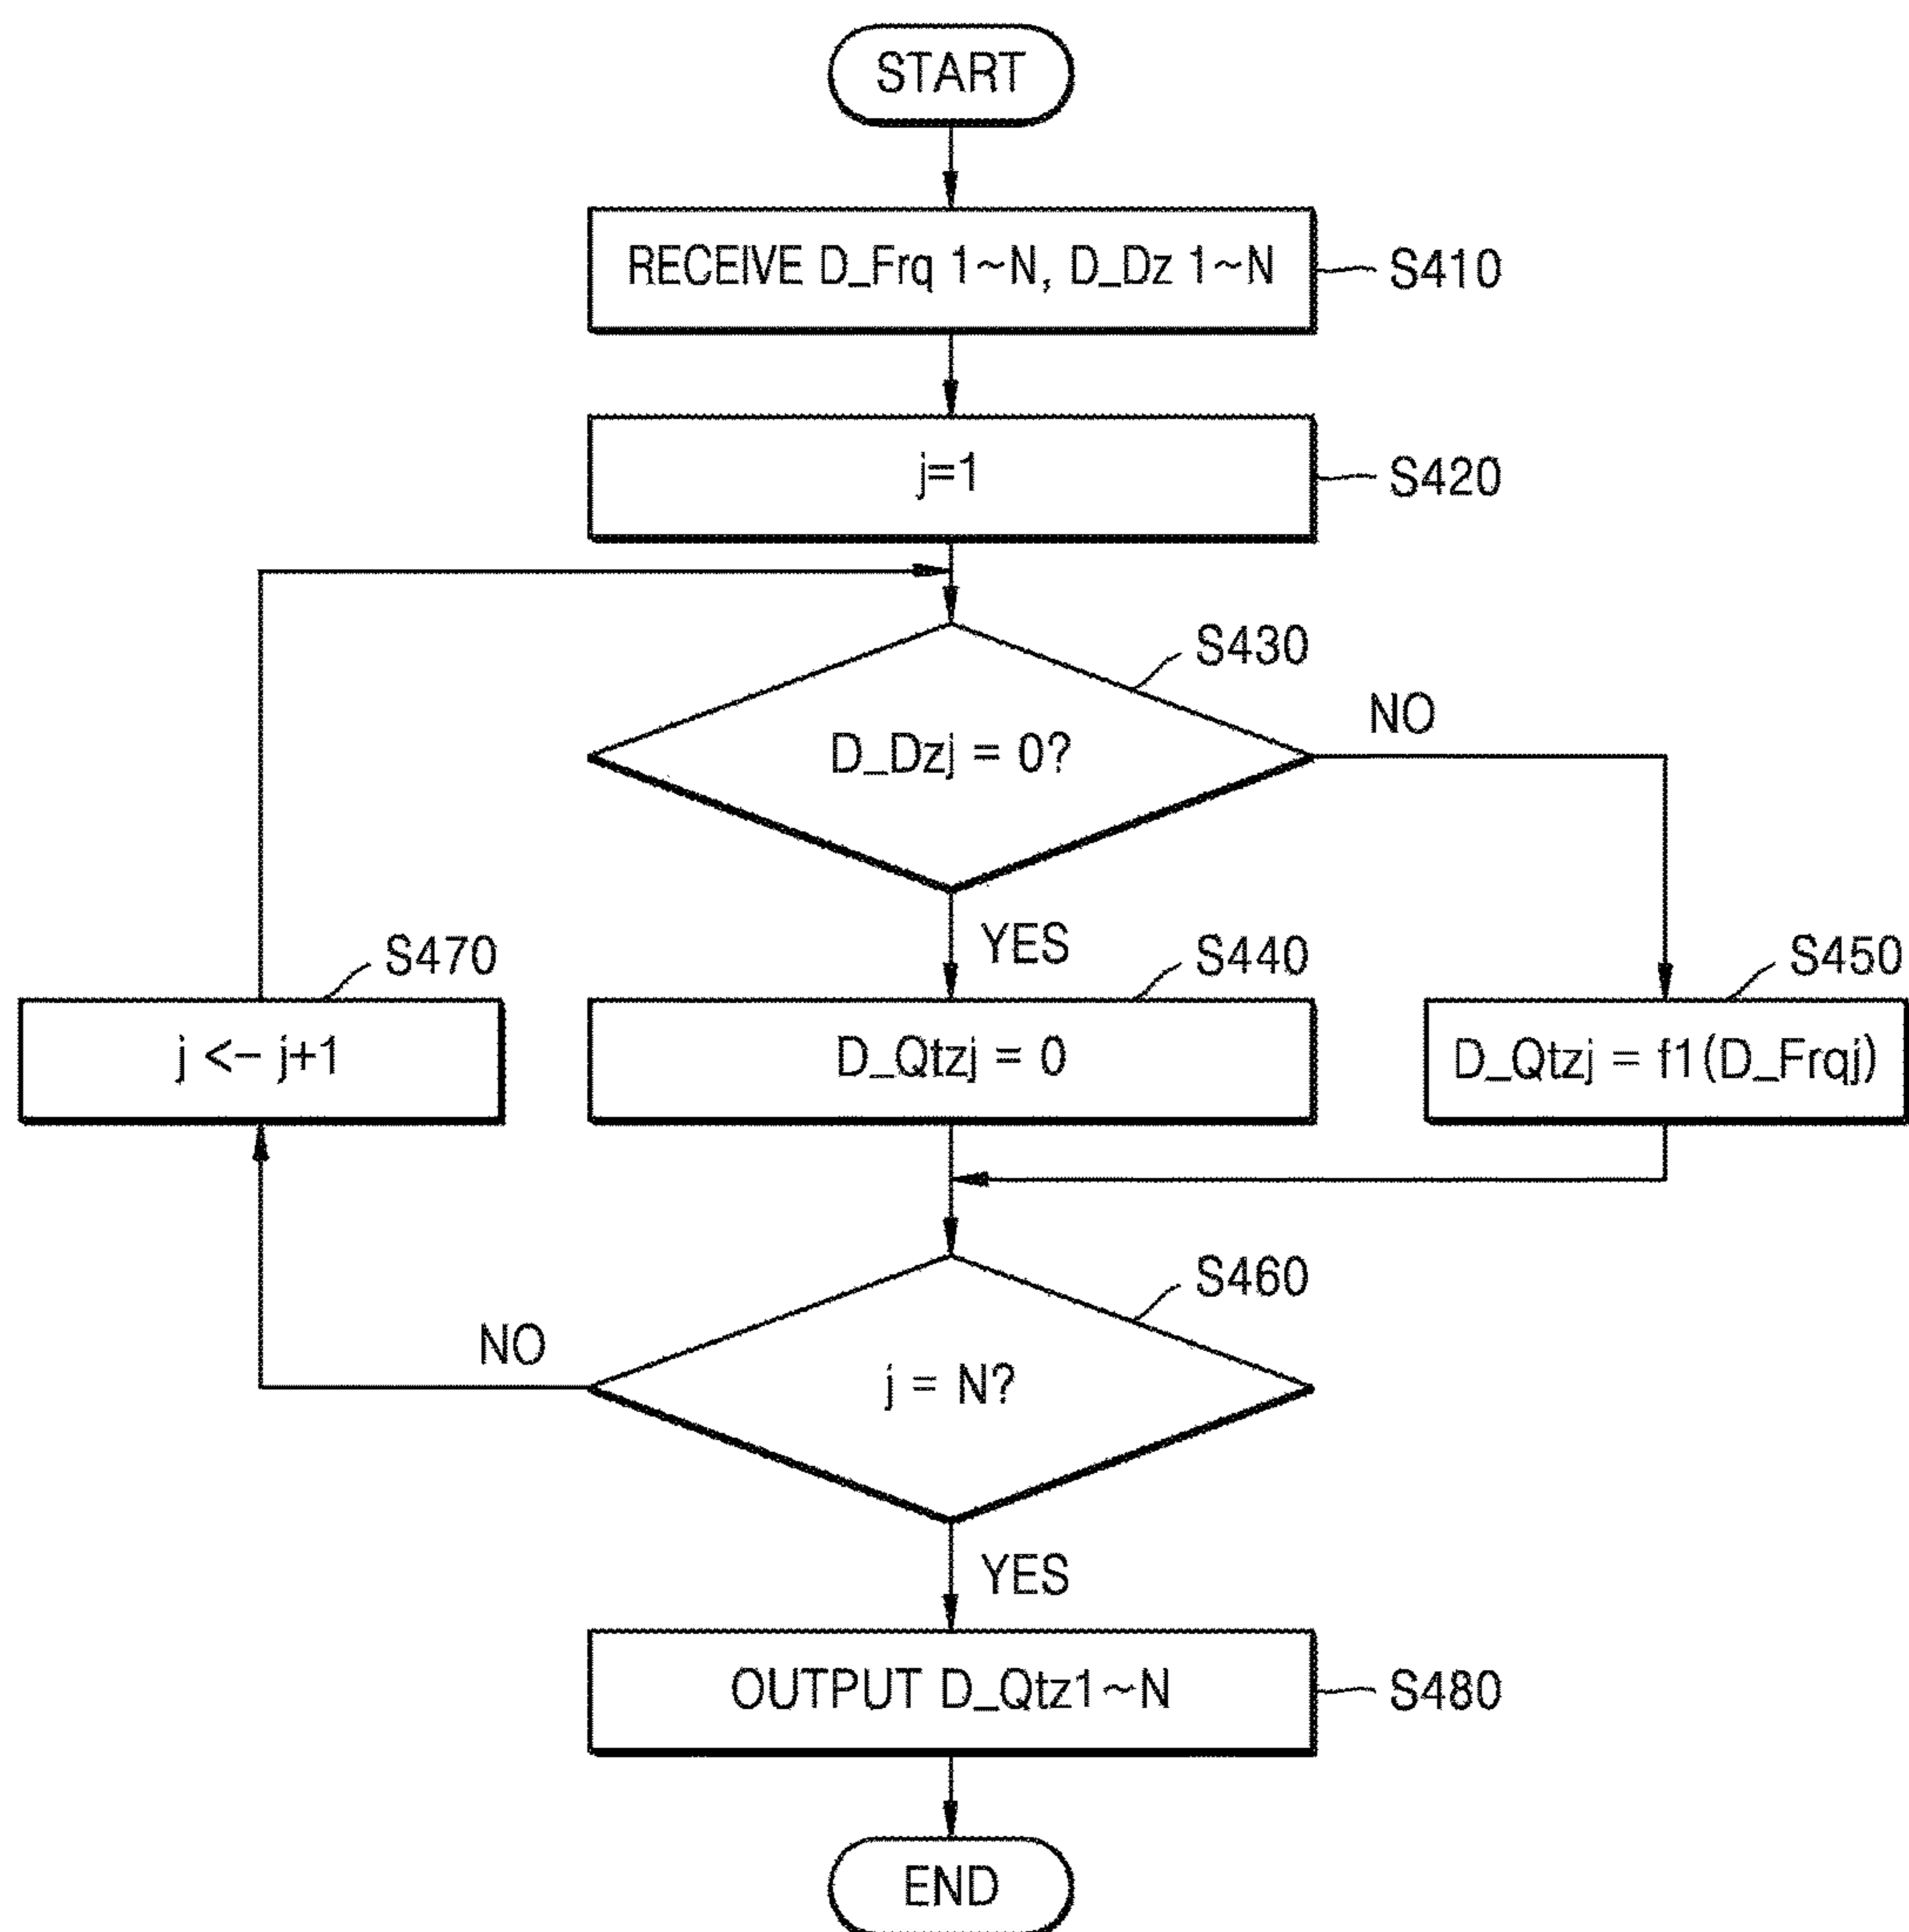 START
RECEIVE D_Frq 1~N, D_Dz 1~N
S410
j=1
S420
S430
D_Dzj = 0?
NO
YES
S470
S440
S450
j <- j+1
D_Qtzj = 0
D_Qtzj = f1(D_Frqj)
S460
NO
j = N?
YES
OUTPUT D_Qtz1~N
S480
END